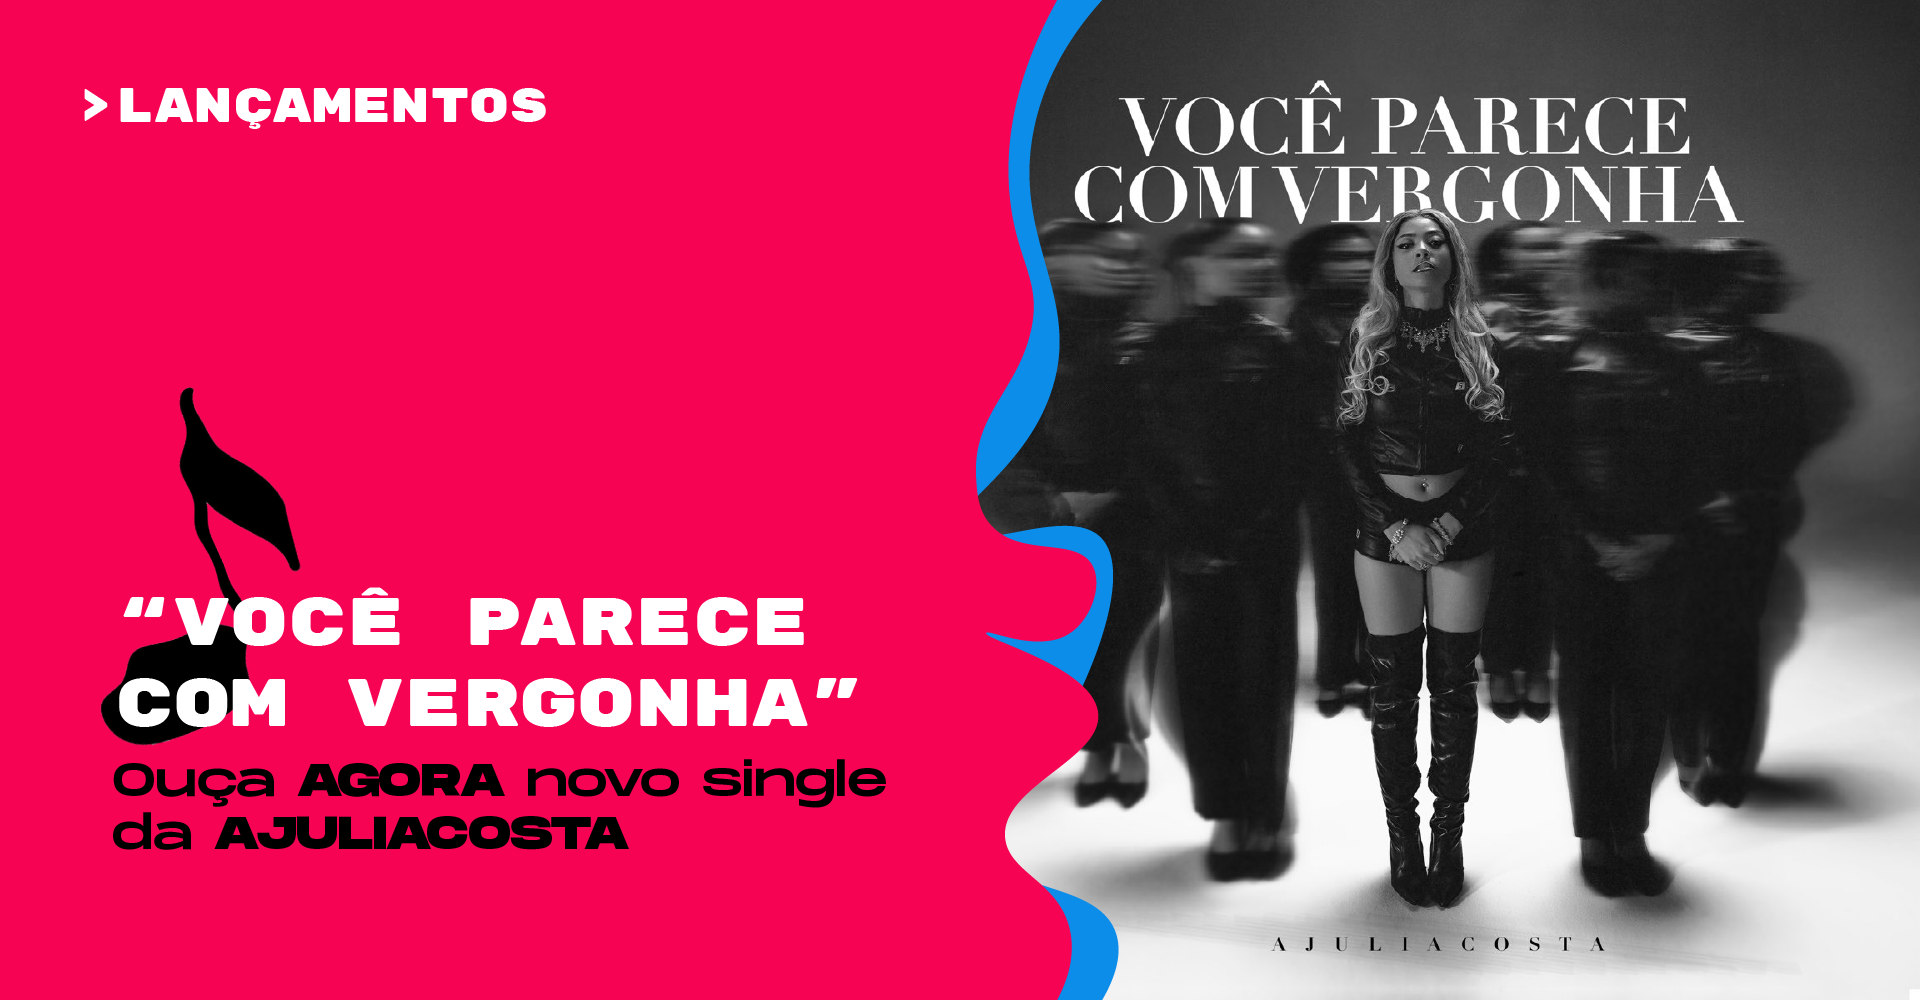 >LANÇAMENTOS
“VOCÊ PARECE
COM VERGONHA”
Ouça AGORA novo single
da AJULIACOSTA
VOCÊ PARECE
COM VERGONHA
AJULIACOSTA